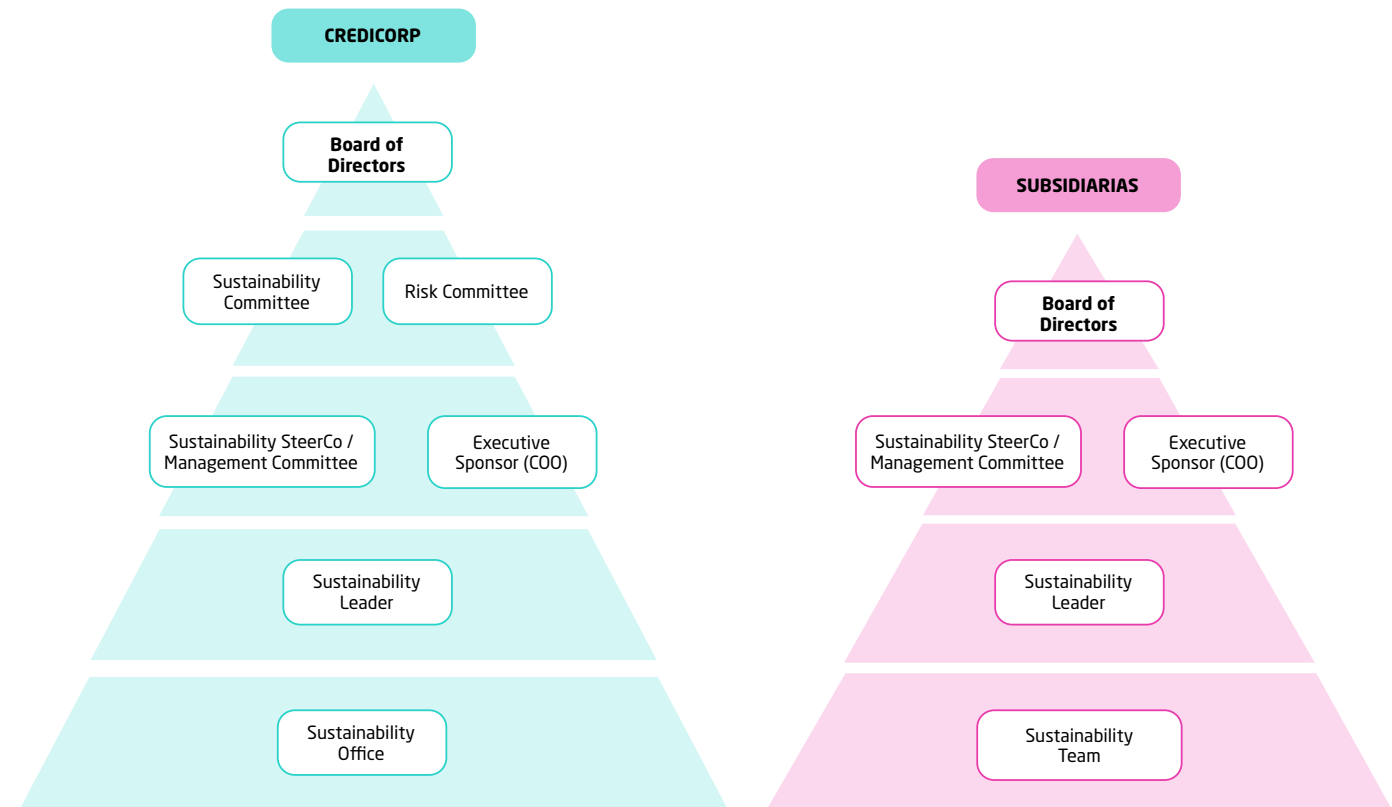 CREDICORP
Board of
Directors
Sustainability
Committee
Risk Committee
Sustainability SteerCo /
Management Committee
Executive
Sponsor (COO)
Sustainability
Leader
Sustainability
Office
SUBSIDIARIAS
Board of
Directors
Sustainability SteerCo /
Management Committee
Executive
Sponsor (COO)
Sustainability
Leader
Sustainability
Team